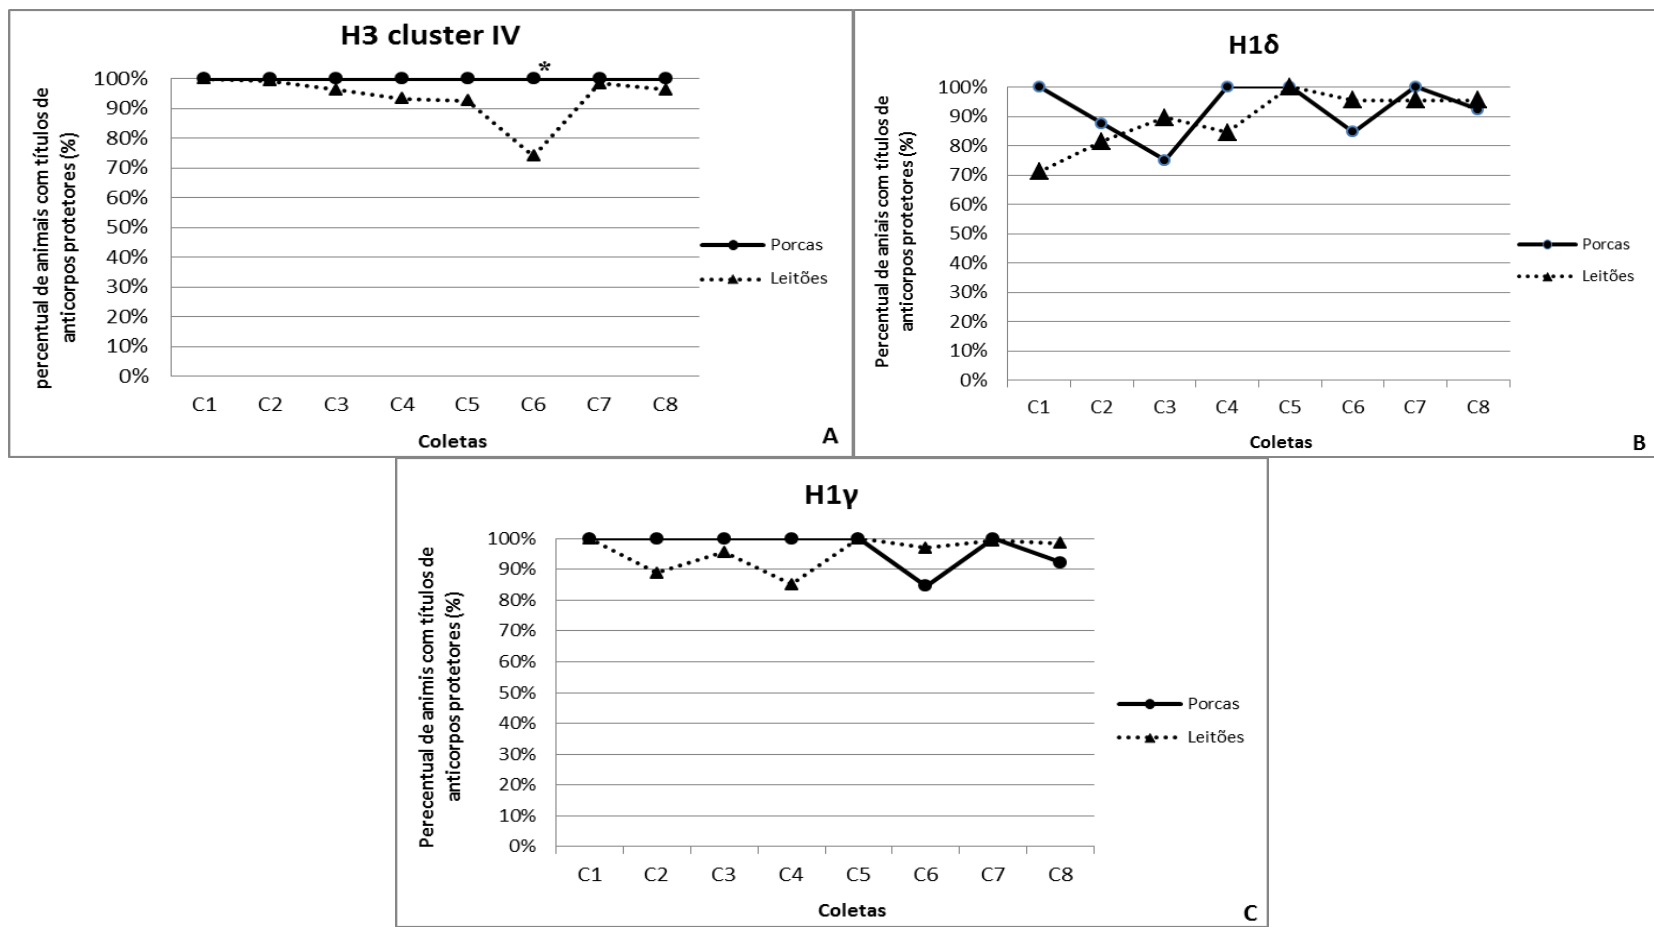 H3 cluster IV
*
percentual de animais com títulos de
anticorpos protetores (%)
100%
90%
80%
70%
60%
50%
40%
30%
20%
10%
0%
C1 C2 C3 C4 C5 C6 C7 C8
Coletas
Porcas
Leitões
A
H1δ
Percentual de aniais com títulos de
anticorpos protetores (%)
100%
90%
80%
70%
60%
50%
40%
30%
20%
10%
0%
C1 C2 C3 C4 C5 C6 C7 C8
Coletas
Porcas
Leitões
B
H1γ
Perecentual de animis com títulos de
anticorpos protetores (%)
100%
90%
80%
70%
60%
50%
40%
30%
20%
10%
0%
C1 C2 C3 C4 C5 C6 C7 C8
Coletas
Porcas
Leitões
C